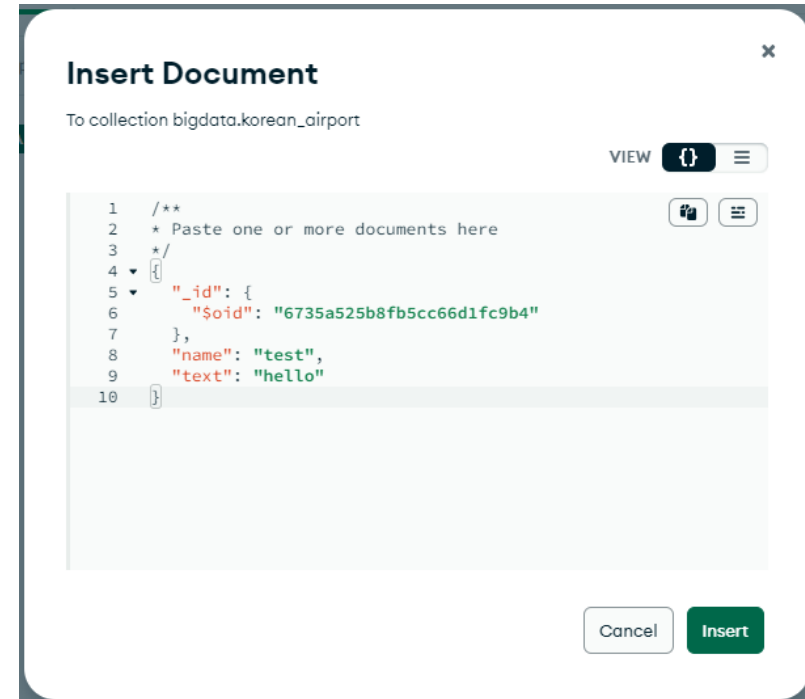 Insert Document
To collection bigdata.korean_airport
VIEW {}
1 /**
2 * Paste one or more documents here
3 */
4 {
5 "_id": {
6 "$oid": "6735a525b8fb5cc66d1fc9b4"
7 },
8 "name": "test",
9 "text": "hello"
10 }
Cancel Insert